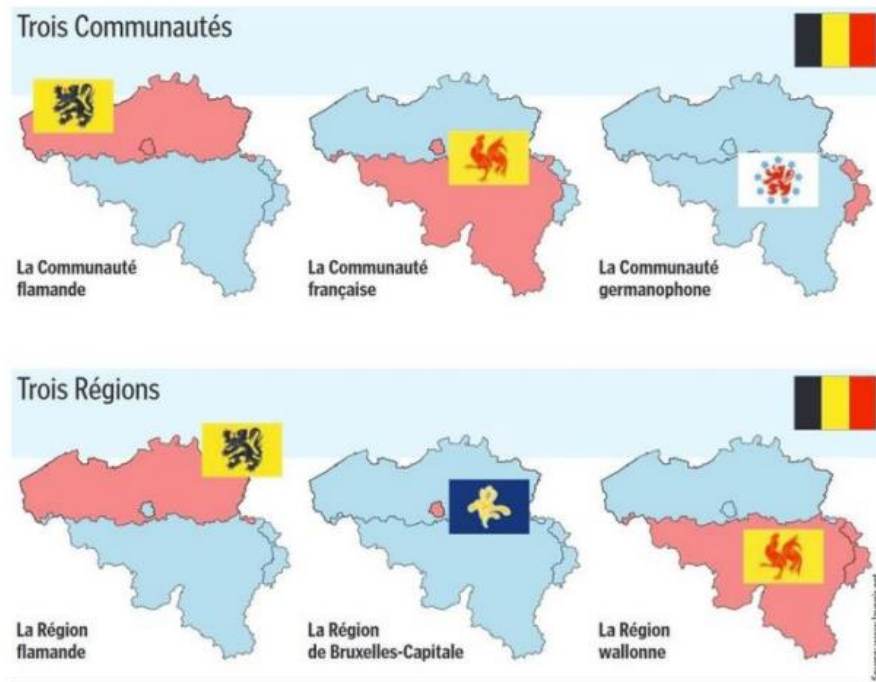 Trois Communautés
La Communauté
flamande
La Communauté
française
La Communauté
germanophone
Trois Régions
La Région
flamande
La Région
de Bruxelles-Capitale
La Région
wallonne